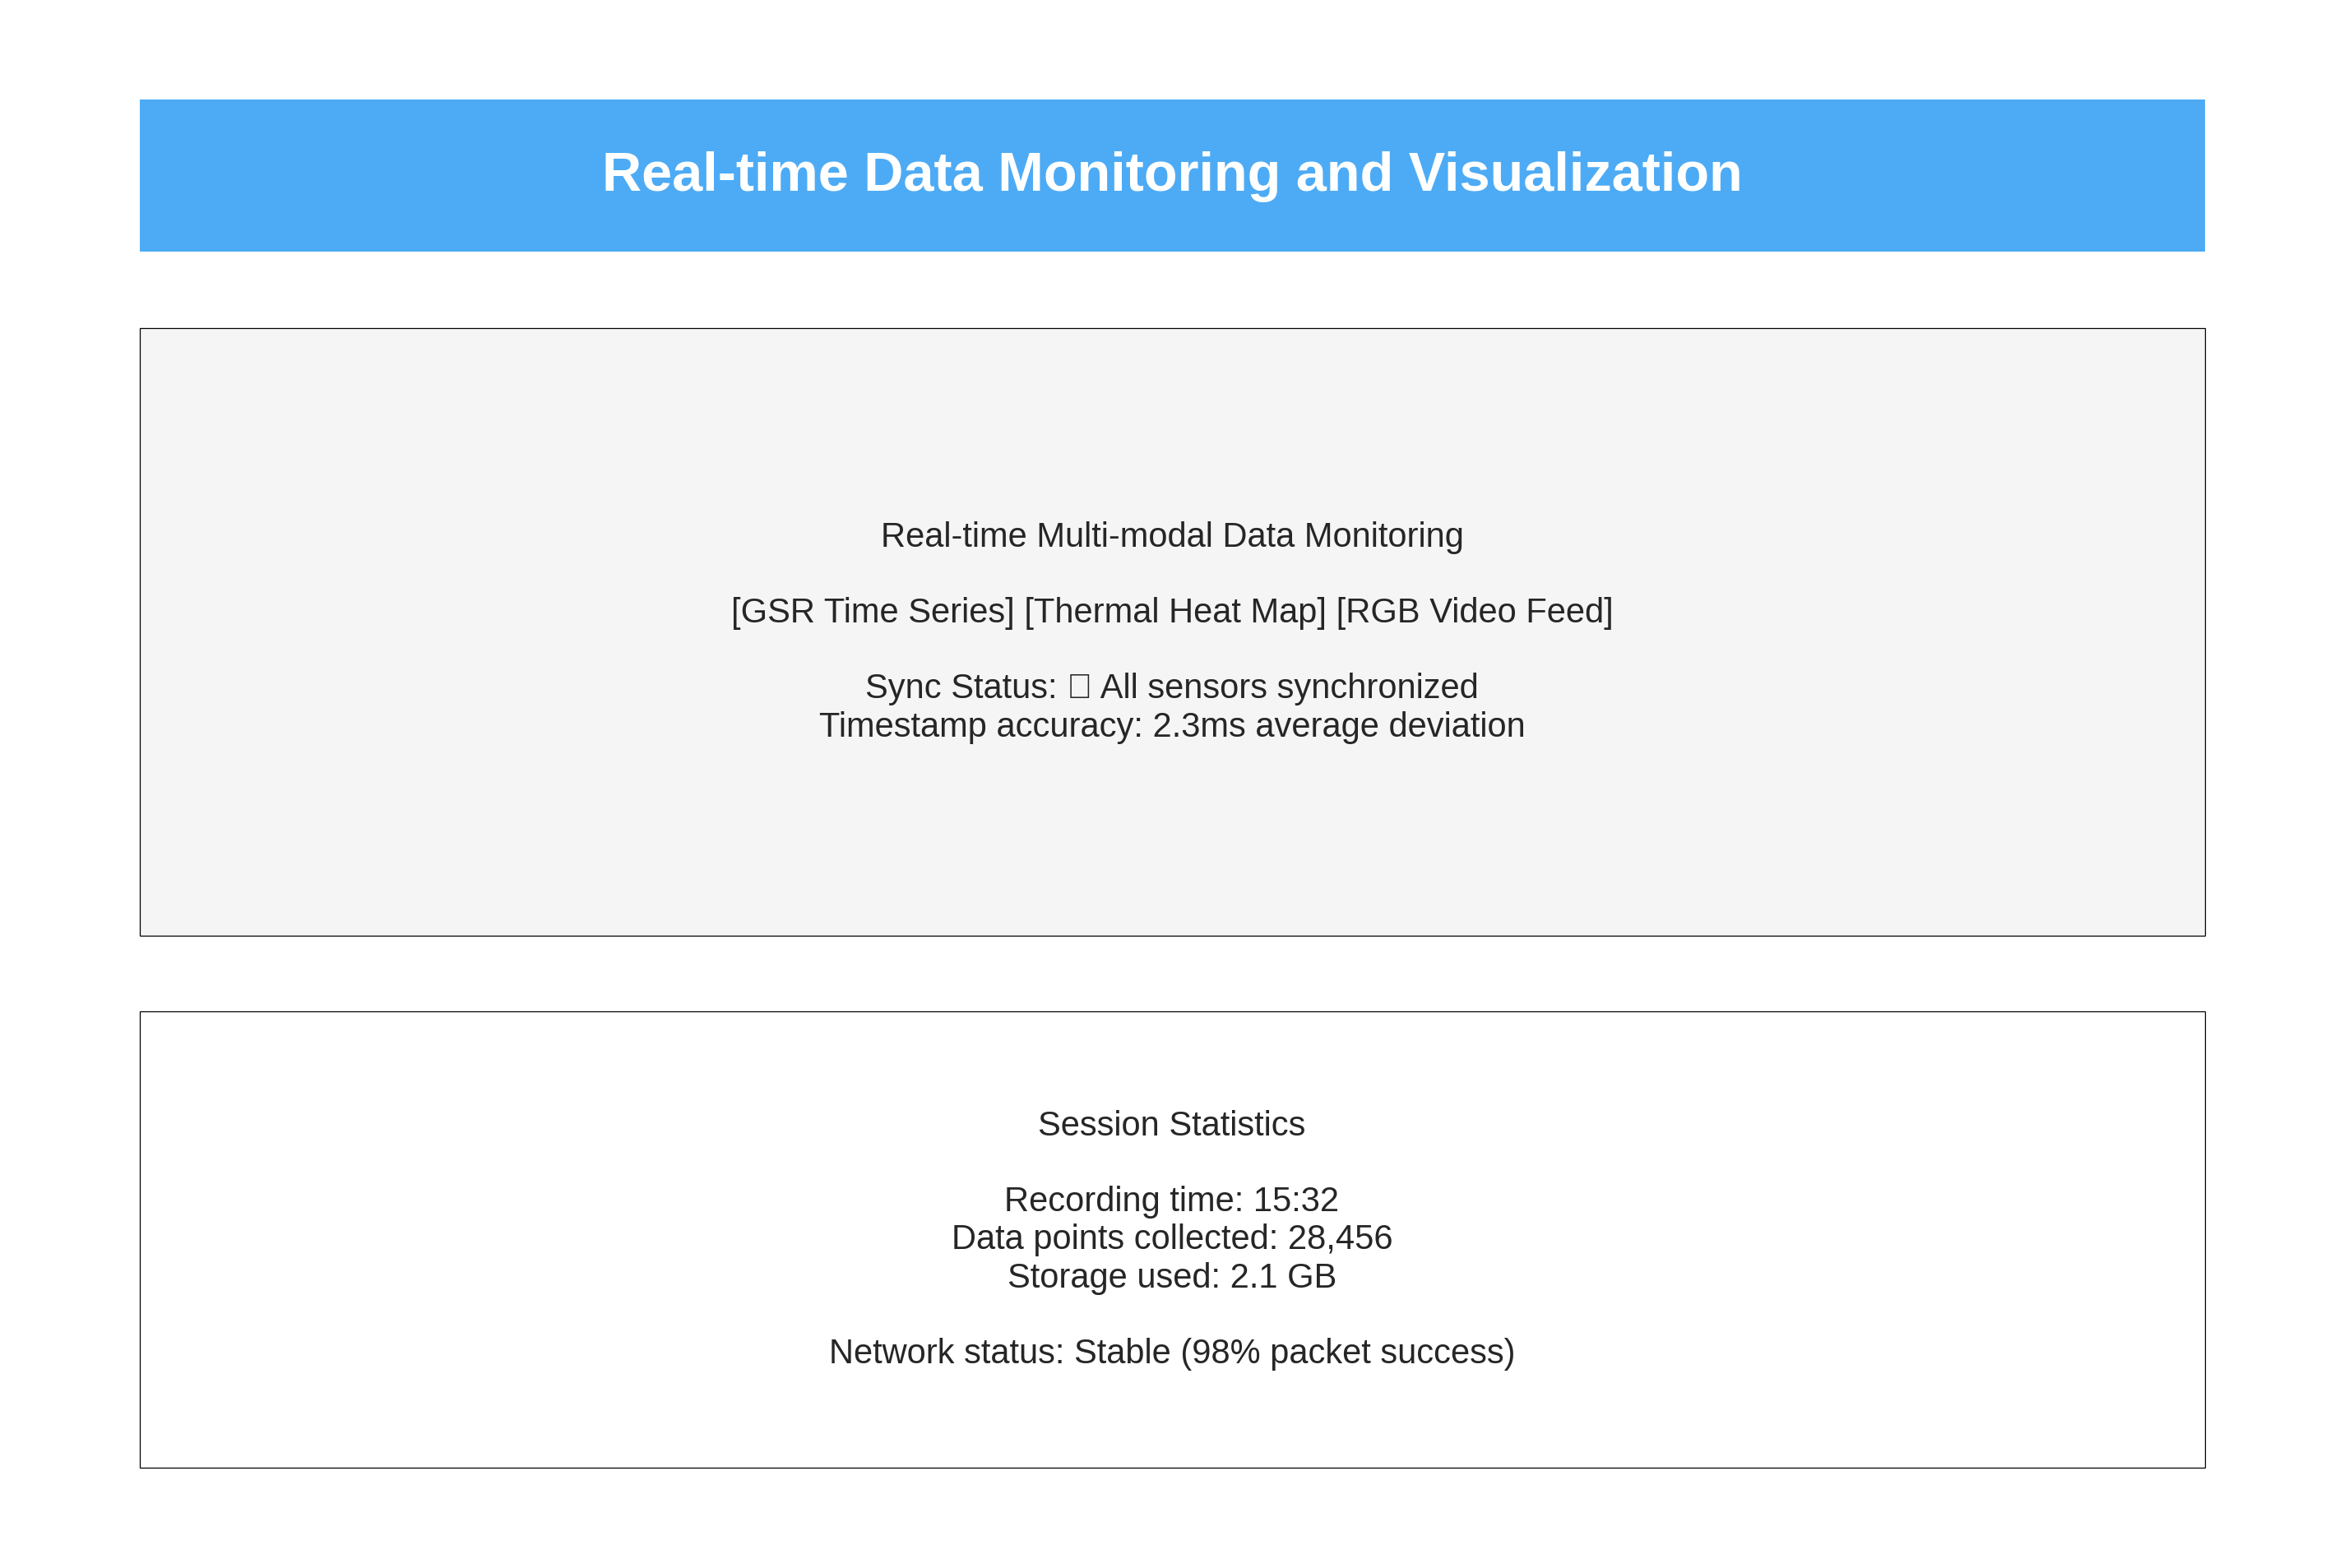 Real-time Data Monitoring and Visualization
Real-time Multi-modal Data Monitoring
[GSR Time Series] [Thermal Heat Map] [RGB Video Feed]
Sync Status: All sensors synchronized
Timestamp accuracy: 2.3ms average deviation
Session Statistics
Recording time: 15:32
Data points collected: 28,456
Storage used: 2.1 GB
Network status: Stable (98% packet success)